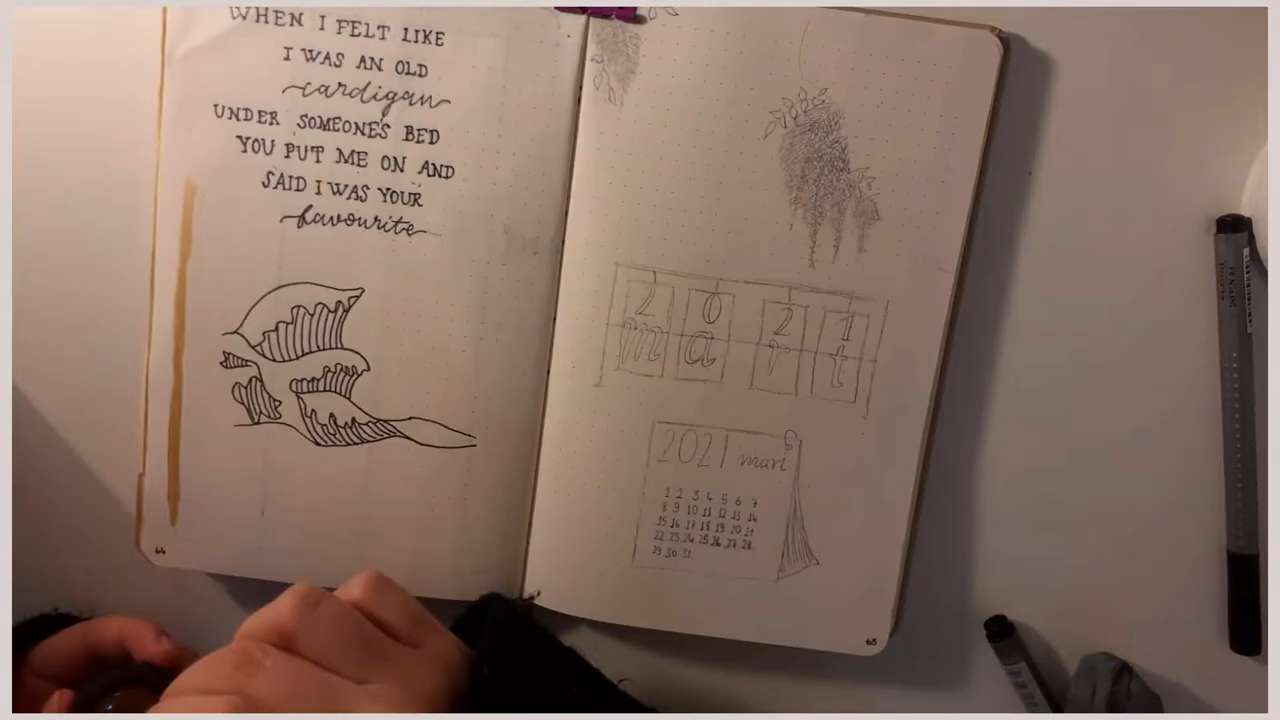 WHEN I FELT LIKE
I WAS AN OLD
cardigan
UNDER SOMEONE'S BED
YOU PUT ME ON AND
SAID I WAS YOUR
favourite
64
2 0 2 1
m a r t
2021 mart
1 2 3 4 5 6 7
8 9 10 11 12 13 14
15 16 17 18 19 20 21
22 23 24 25 26 27 28
29 30 31
65